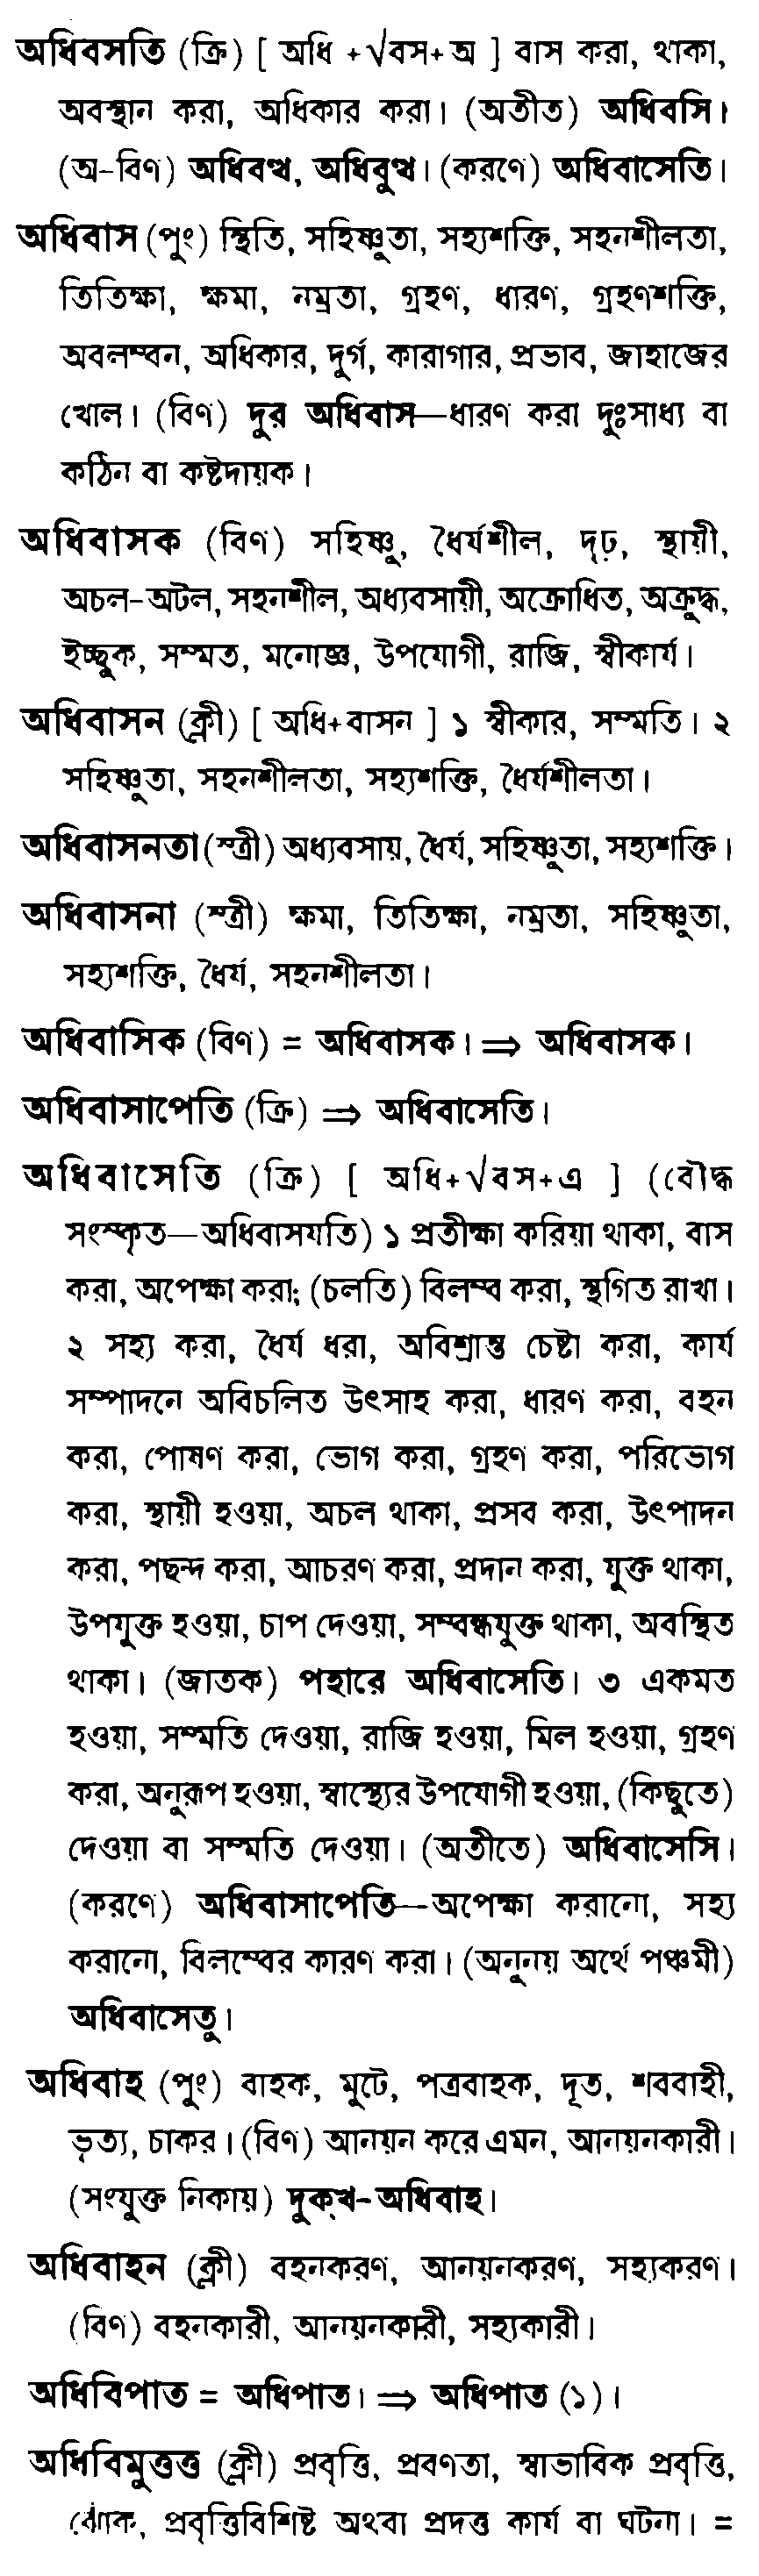 অধিবসতি (ক্রি) [ অধি +√বস+অ ] বাস করা, থাকা,
অবস্থান করা, অধিকার করা। (অতীত) অধিবসি।
(অ-বিণ) অধিবত্থ, অধিবুত্থ। (করণে) অধিবাসেতি।
অধিবাস (পুং) স্থিতি, সহিষ্ণুতা, সহ্যশক্তি, সহনশীলতা,
তিতিক্ষা, ক্ষমা, নম্রতা, গ্রহণ, ধারণ, গ্রহণশক্তি,
অবলম্বন, অধিকার, দুর্গ, কারাগার, প্রভাব, জাহাজের
খোল। (বিণ) দুর অধিবাস—ধারণ করা দুঃসাধ্য বা
কঠিন বা কষ্টদায়ক।
অধিবাসক (বিণ) সহিষ্ণু, ধৈর্যশীল, দৃঢ়, স্থায়ী,
অচল-অটল, সহনশীল, অধ্যবসায়ী, অক্রোধিত, অক্রুদ্ধ,
ইচ্ছুক, সম্মত, মনোজ্ঞ, উপযোগী, রাজি, স্বীকার্য।
অধিবাসন (ক্লী) [ অধি+বাসন ] ১ স্বীকার, সম্মতি। ২
সহিষ্ণুতা, সহনশীলতা, সহ্যশক্তি, ধৈর্যশীলতা।
অধিবাসনতা (স্ত্রী) অধ্যবসায়, ধৈর্য, সহিষ্ণুতা, সহ্যশক্তি।
অধিবাসনা (স্ত্রী) ক্ষমা, তিতিক্ষা, নম্রতা, সহিষ্ণুতা,
সহ্যশক্তি, ধৈর্য, সহনশীলতা।
অধিবাসিক (বিণ) = অধিবাসক। ⇒ অধিবাসক।
অধিবাসাপেতি (ক্রি) ⇒ অধিবাসেতি।
অধিবাসেতি (ক্রি) [ অধি+√বস+এ ] (বৌদ্ধ
সংস্কৃত—অধিবাসযতি) ১ প্রতীক্ষা করিয়া থাকা, বাস
করা, অপেক্ষা করা; (চলতি) বিলম্ব করা, স্থগিত রাখা।
২ সহ্য করা, ধৈর্য ধরা, অবিশ্রান্ত চেষ্টা করা, কার্য
সম্পাদনে অবিচলিত উৎসাহ করা, ধারণ করা, বহন
করা, পোষণ করা, ভোগ করা, গ্রহণ করা, পরিভোগ
করা, স্থায়ী হওয়া, অচল থাকা, প্রসব করা, উৎপাদন
করা, পছন্দ করা, আচরণ করা, প্রদান করা, যুক্ত থাকা,
উপযুক্ত হওয়া, চাপ দেওয়া, সম্বন্ধযুক্ত থাকা, অবস্থিত
থাকা। (জাতক) পহারে অধিবাসেতি। ৩ একমত
হওয়া, সম্মতি দেওয়া, রাজি হওয়া, মিল হওয়া, গ্রহণ
করা, অনুরূপ হওয়া, স্বাস্থ্যের উপযোগী হওয়া, (কিছুতে)
দেওয়া বা সম্মতি দেওয়া। (অতীতে) অধিবাসেসি।
(করণে) অধিবাসাপেতি—অপেক্ষা করানো, সহ্য
করানো, বিলম্বের কারণ করা। (অনুনয় অর্থে পঞ্চমী)
অধিবাসেতু।
অধিবাহ (পুং) বাহক, মুটে, পত্রবাহক, দূত, শববাহী,
ভৃত্য, চাকর। (বিণ) আনয়ন করে এমন, আনয়নকারী।
(সংযুক্ত নিকায়) দুক্খ-অধিবাহ।
অধিবাহন (ক্লী) বহনকরণ, আনয়নকরণ, সহ্যকরণ।
(বিণ) বহনকারী, আনয়নকারী, সহ্যকারী।
অধিবিপাত = অধিপাত। ⇒ অধিপাত (১)।
অধিবিমুত্তত্ত (ক্লী) প্রবৃত্তি, প্রবণতা, স্বাভাবিক প্রবৃত্তি,
ঝোঁক, প্রবৃত্তিবিশিষ্ট অথবা প্রদত্ত কার্য বা ঘটনা। =